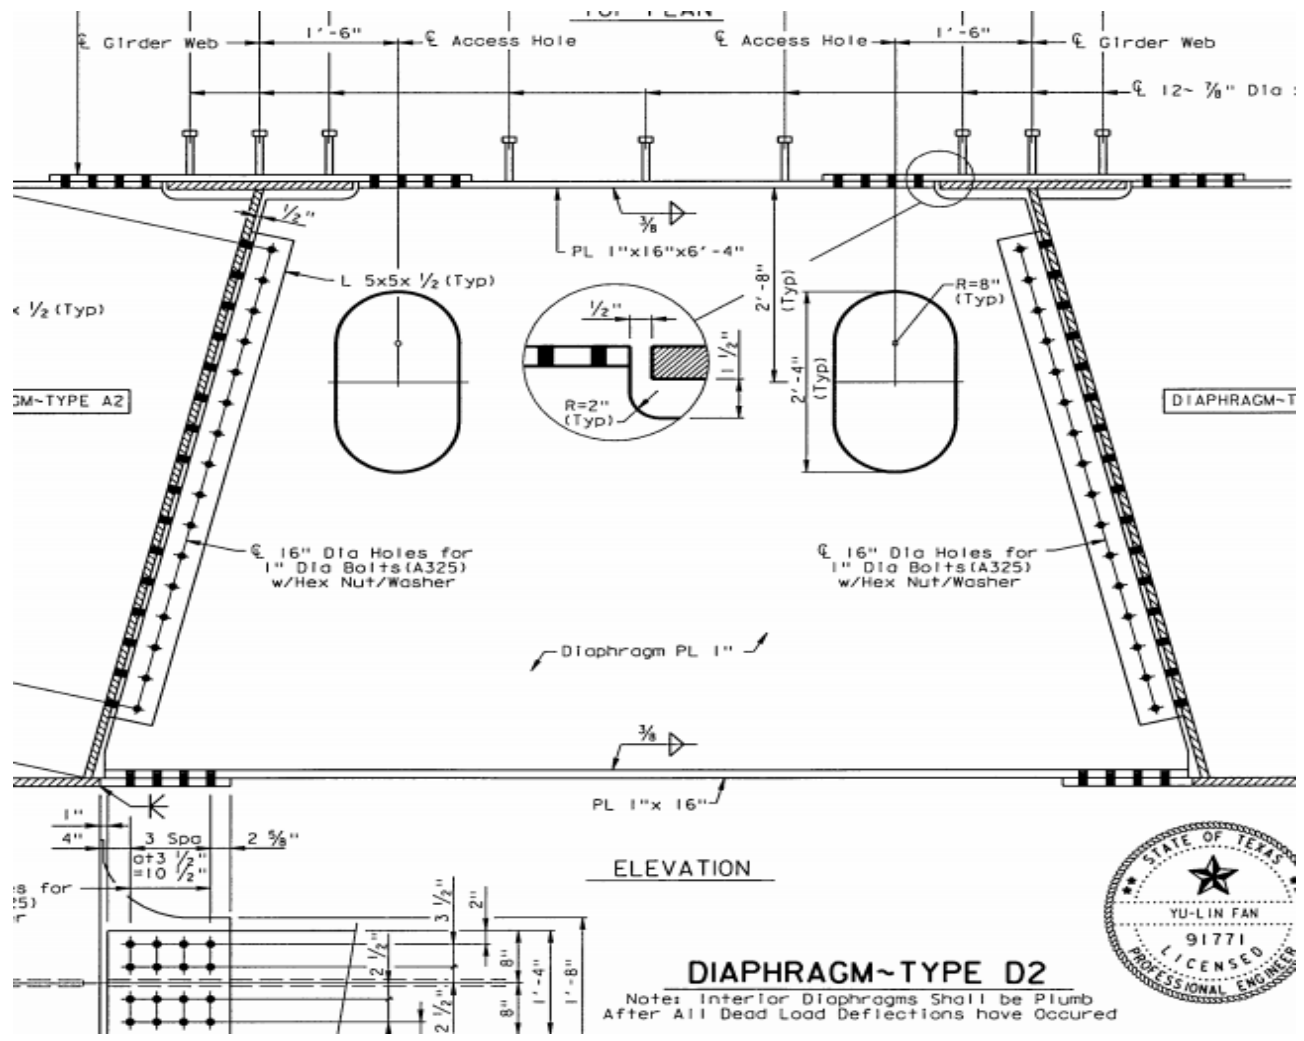 TOP PLAN
℄ Girder Web
1'-6"
℄ Access Hole
℄ Access Hole
1'-6"
℄ Girder Web
℄ 12~ 7/8" Dia
1/2"
3/8
PL 1"x16"x6'-4"
L 5x5x 1/2 (Typ)
x 1/2 (Typ)
2'-8"
(Typ)
R=8"
(Typ)
1/2"
1 1/2"
R=2"
(Typ)
2'-4"
(Typ)
GM~TYPE A2
DIAPHRAGM~T
℄ 16" Dia Holes for
1" Dia Bolts(A325)
w/Hex Nut/Washer
℄ 16" Dia Holes for
1" Dia Bolts(A325)
w/Hex Nut/Washer
Diaphragm PL 1"
3/8
PL 1"x 16"
1"
4"
3 Spa
at3 1/2"
=10 1/2"
2 5/8"
es for
25)
r
ELEVATION
3 1/2"
2"
2 1/2"
2 1/2"
8"
8"
1'-4"
1'-8"
STATE OF TEXAS
YU-LIN FAN
91771
LICENSED
PROFESSIONAL ENGINEER
DIAPHRAGM~TYPE D2
Note: Interior Diaphragms Shall be Plumb
After All Dead Load Deflections have Occured